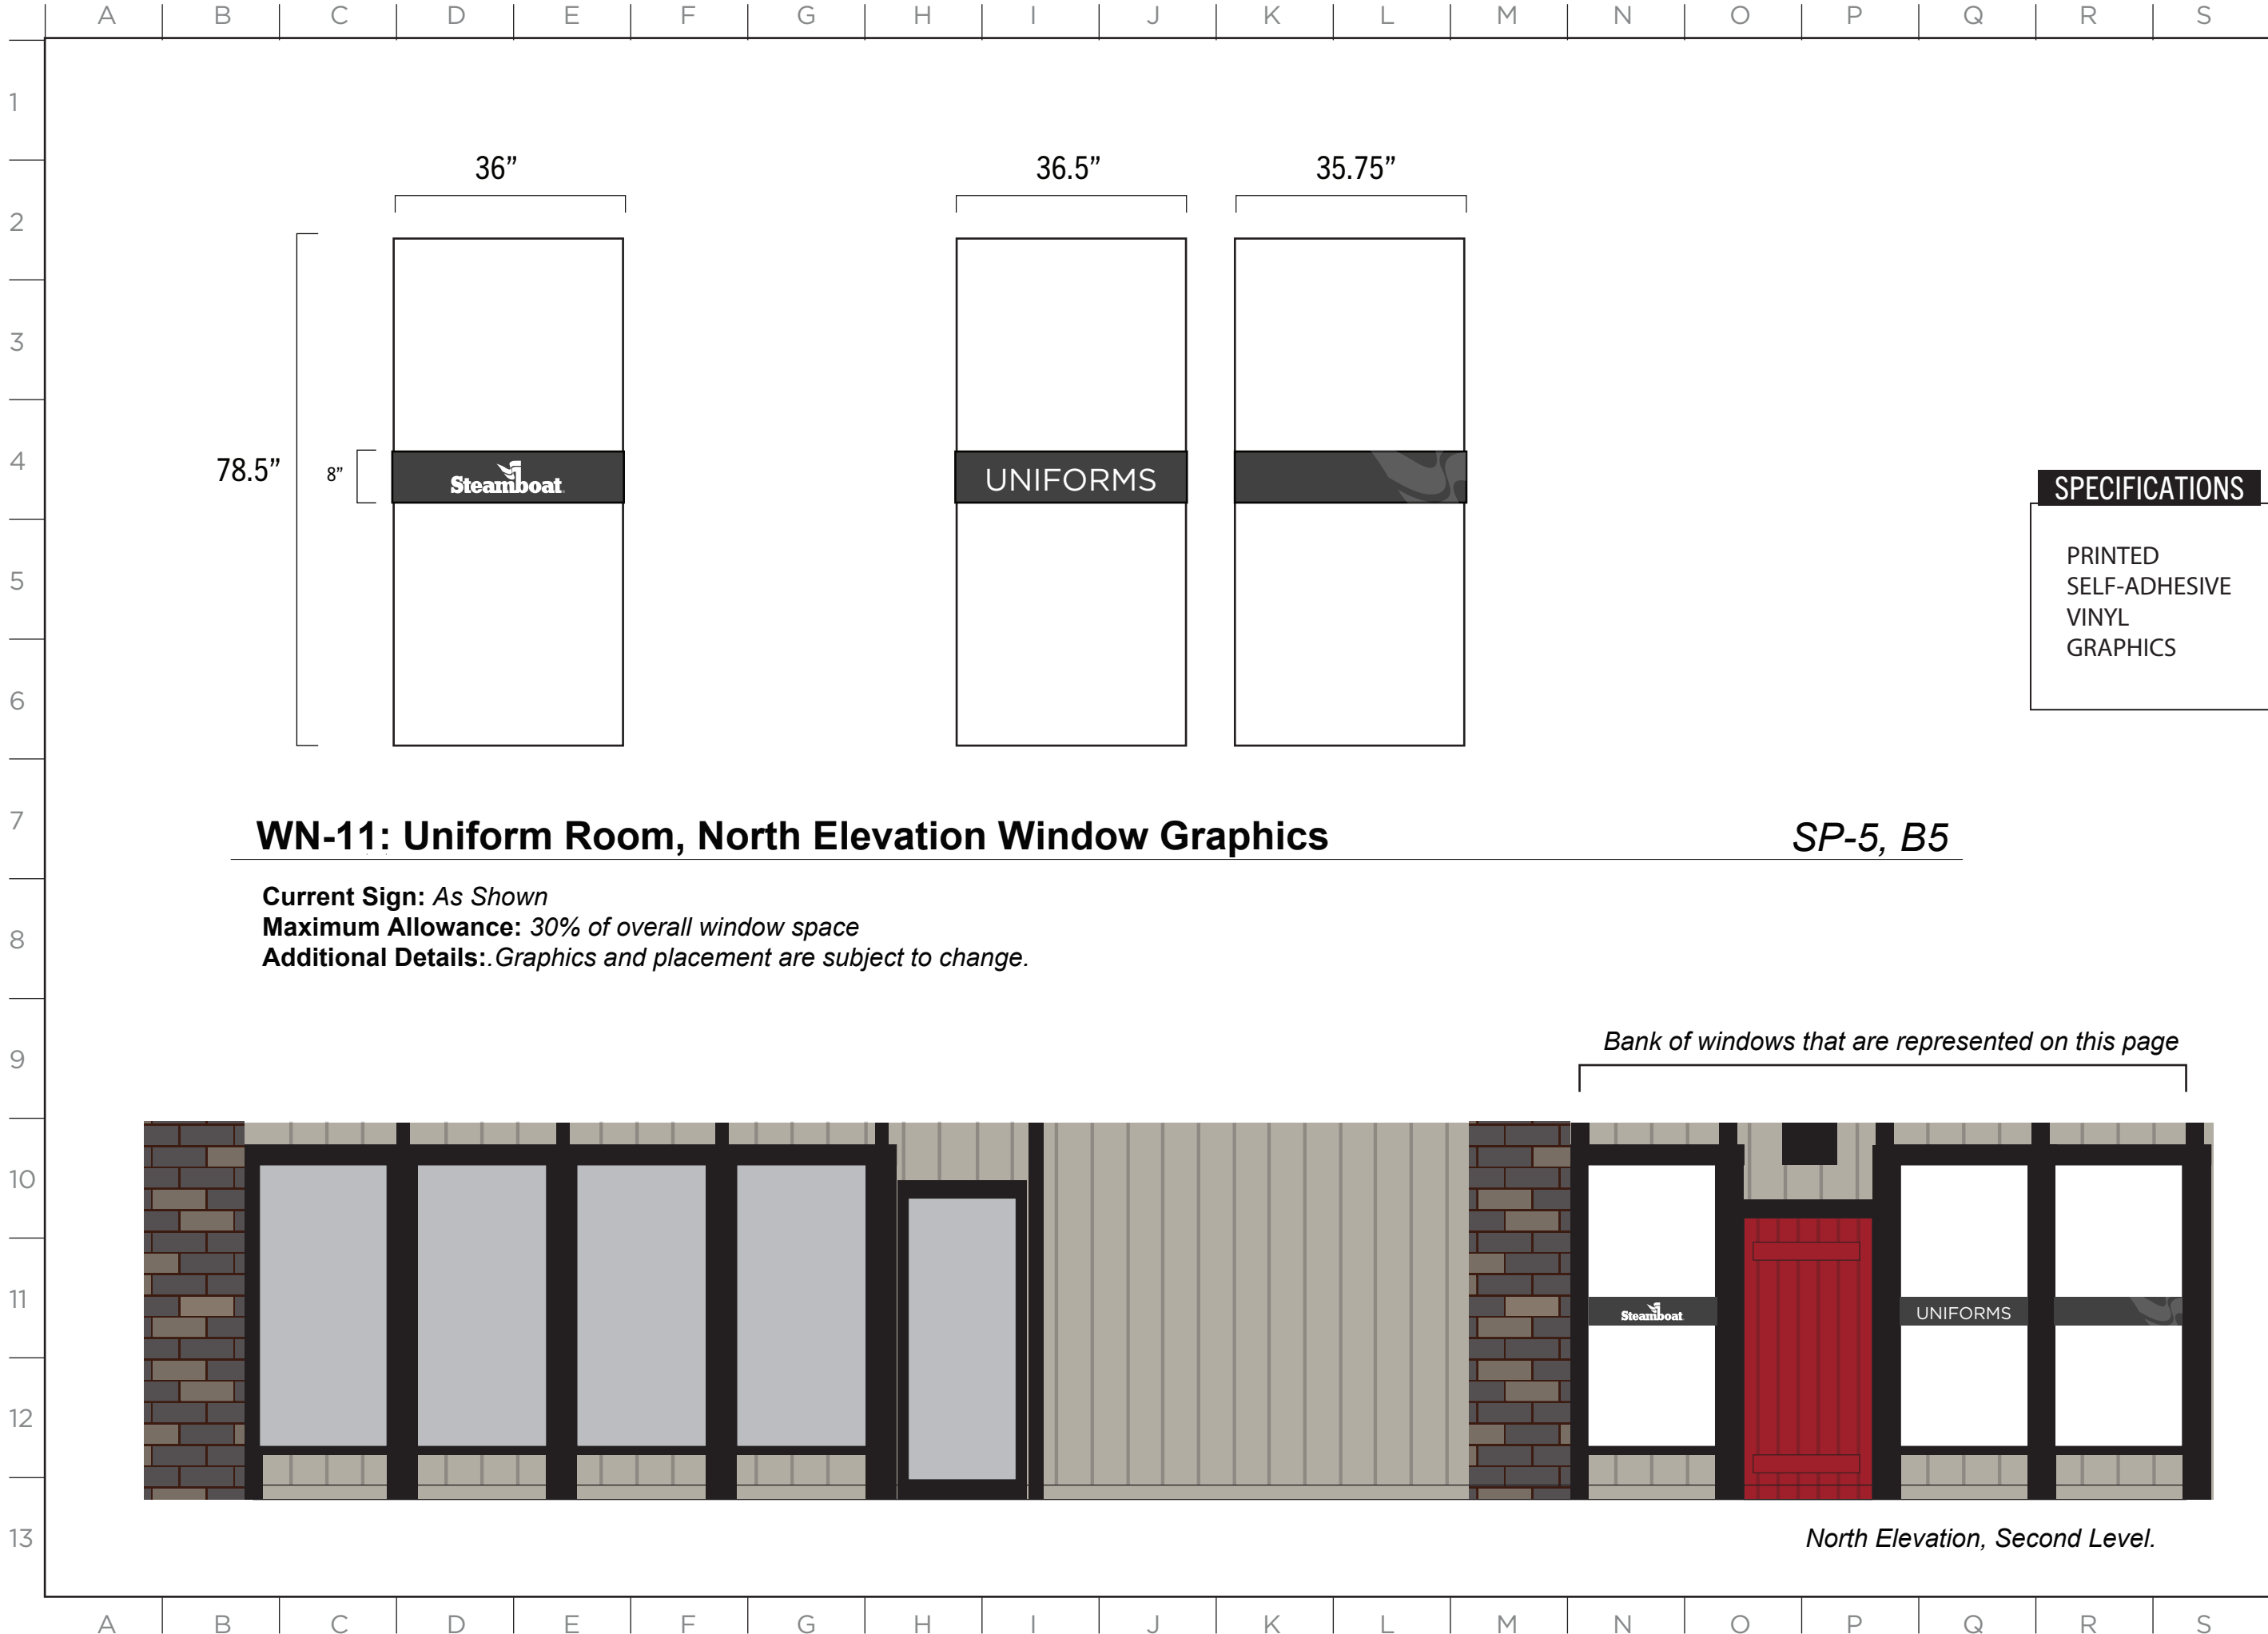 A B C D E F G H I J K L M N O P Q R S
1
2
3
4
5
6
7
8
9
10
11
12
13
36”
36.5”
35.75”
78.5”
8”
Steamboat
UNIFORMS
SPECIFICATIONS
PRINTED
SELF-ADHESIVE
VINYL
GRAPHICS
WN-11: Uniform Room, North Elevation Window Graphics
SP-5, B5
Current Sign: As Shown
Maximum Allowance: 30% of overall window space
Additional Details:.Graphics and placement are subject to change.
Bank of windows that are represented on this page
Steamboat
UNIFORMS
North Elevation, Second Level.
A B C D E F G H I J K L M N O P Q R S